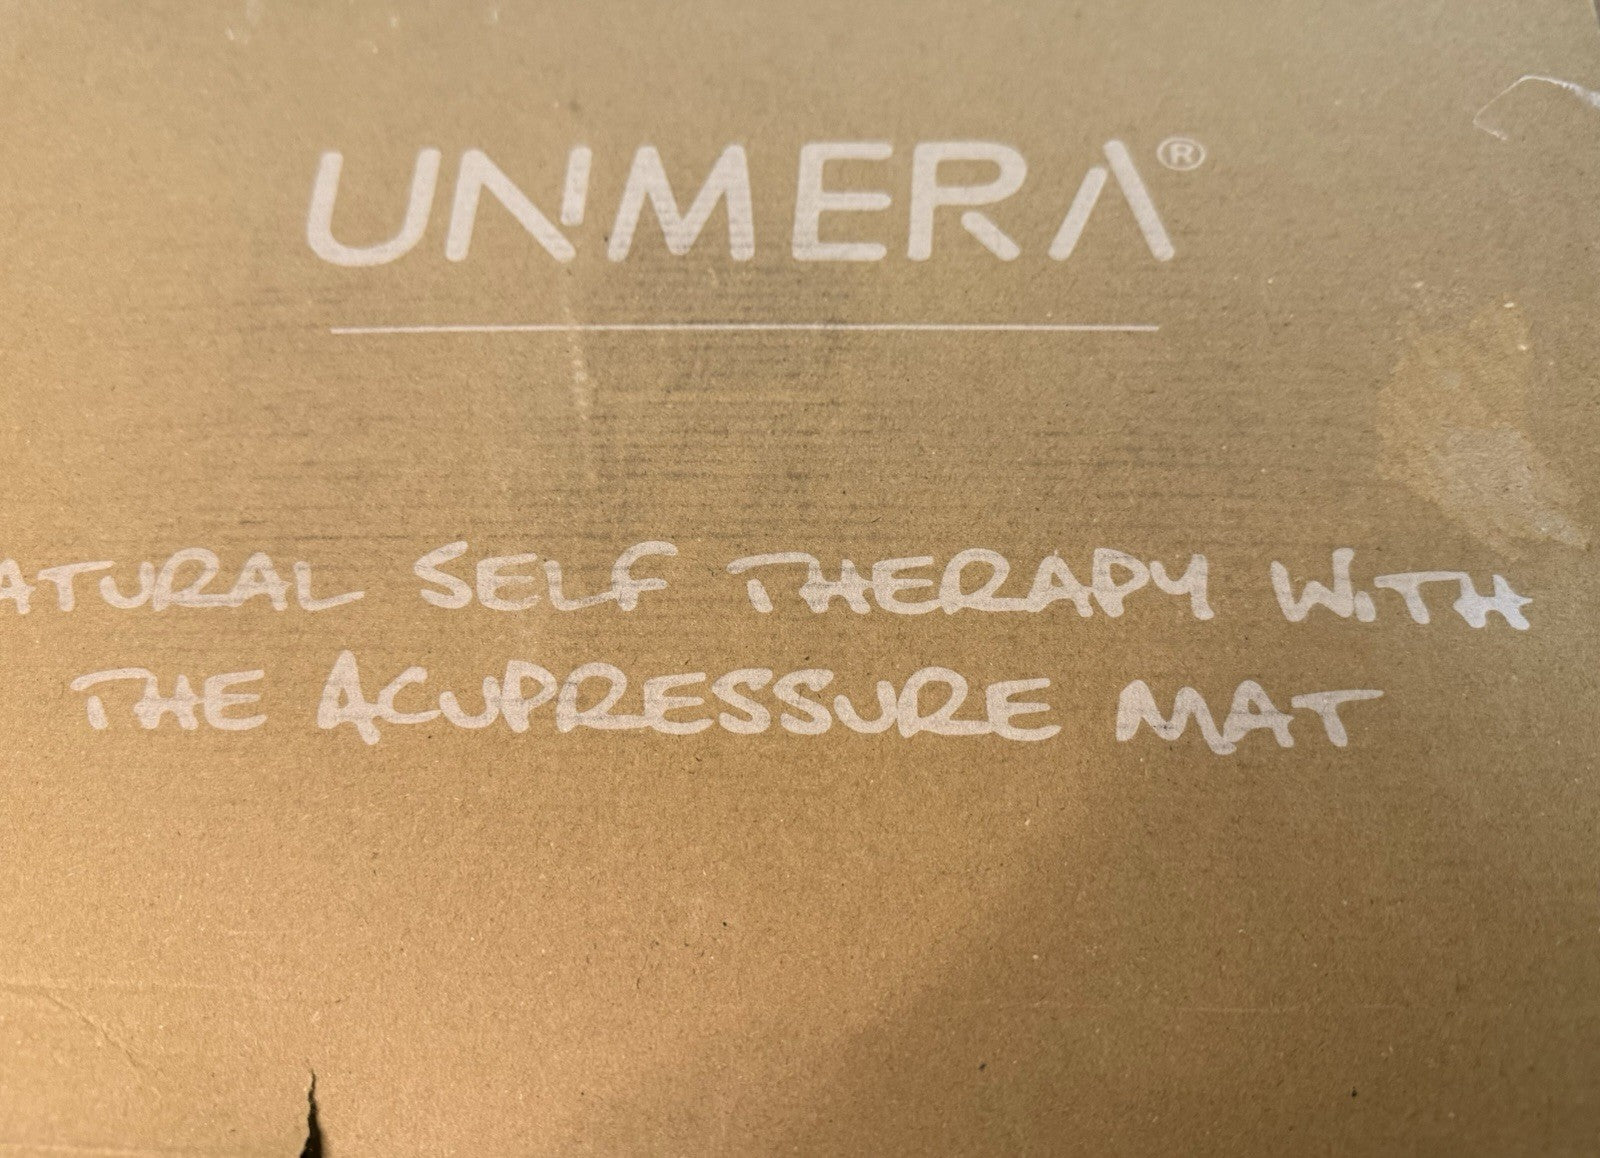 UNMERA®
ATURAL SELF THERAPY WITH
THE ACUPRESSURE MAT